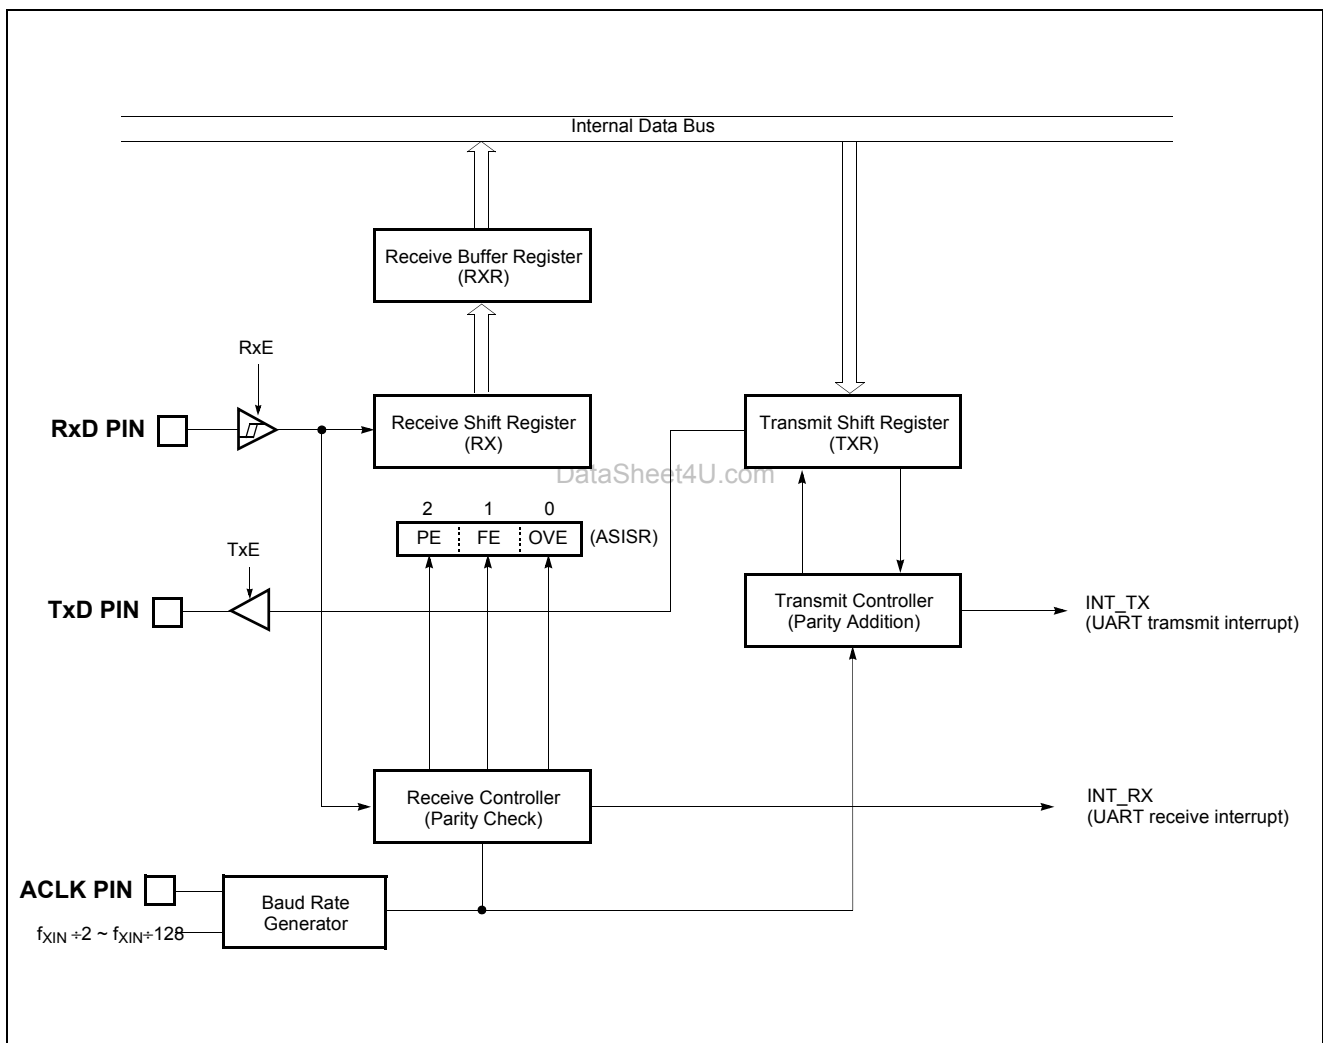 Internal Data Bus
Receive Buffer Register
(RXR)
RxE
RxD PIN
Receive Shift Register
(RX)
Transmit Shift Register
(TXR)
DataSheet4U.com
2 1 0
PE FE OVE (ASISR)
TxE
TxD PIN
Transmit Controller
(Parity Addition)
INT_TX
(UART tramsmit interrupt)
Receive Controller
(Parity Check)
INT_RX
(UART receive interrupt)
ACLK PIN
Baud Rate
Generator
fXIN ÷2 ~ fXIN÷128